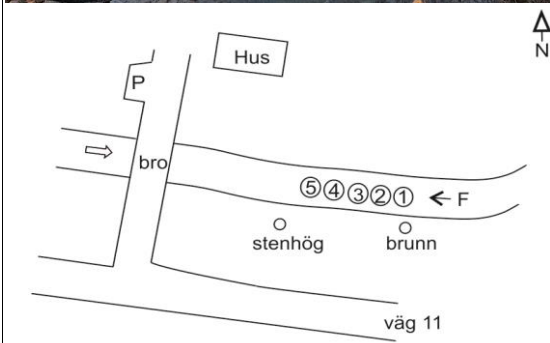 Hus
N
P
bro
⑤④③②① ← F
stenhög
brunn
väg 11